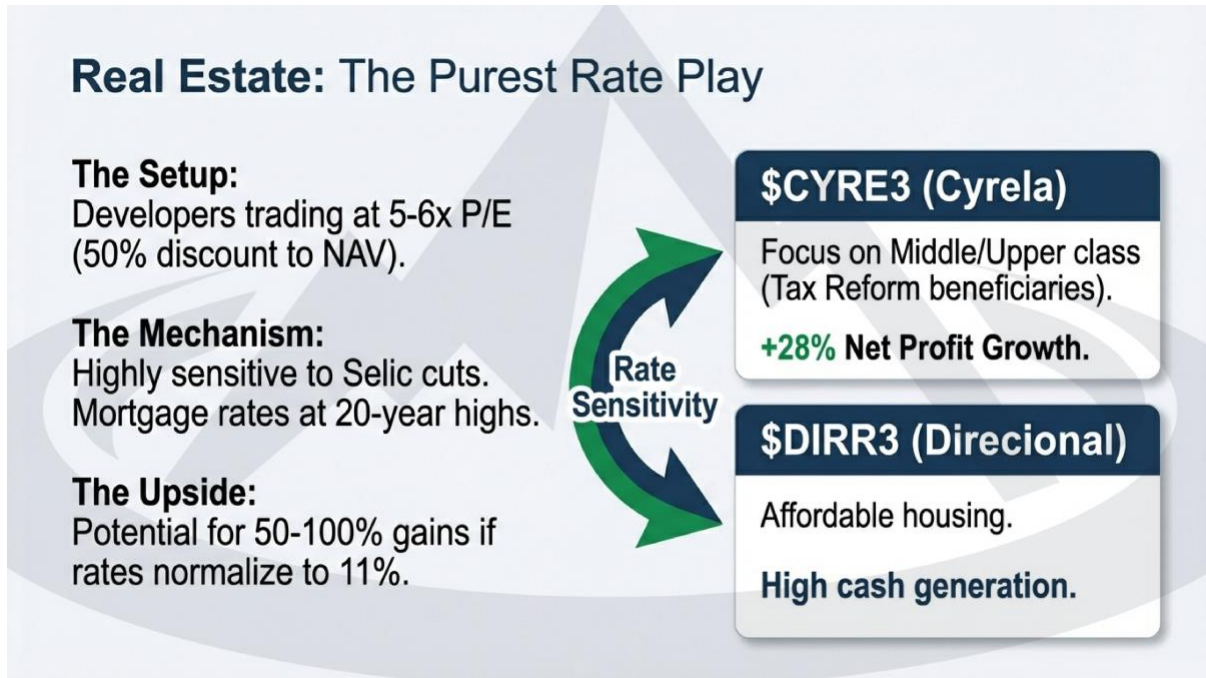 Real Estate: The Purest Rate Play
The Setup:
Developers trading at 5-6x P/E
(50% discount to NAV).
The Mechanism:
Highly sensitive to Selic cuts.
Mortgage rates at 20-year highs.
The Upside:
Potential for 50-100% gains if
rates normalize to 11%.
Rate
Sensitivity
$CYRE3 (Cyrela)
Focus on Middle/Upper class
(Tax Reform beneficiaries).
+28% Net Profit Growth.
$DIRR3 (Direcional)
Affordable housing.
High cash generation.